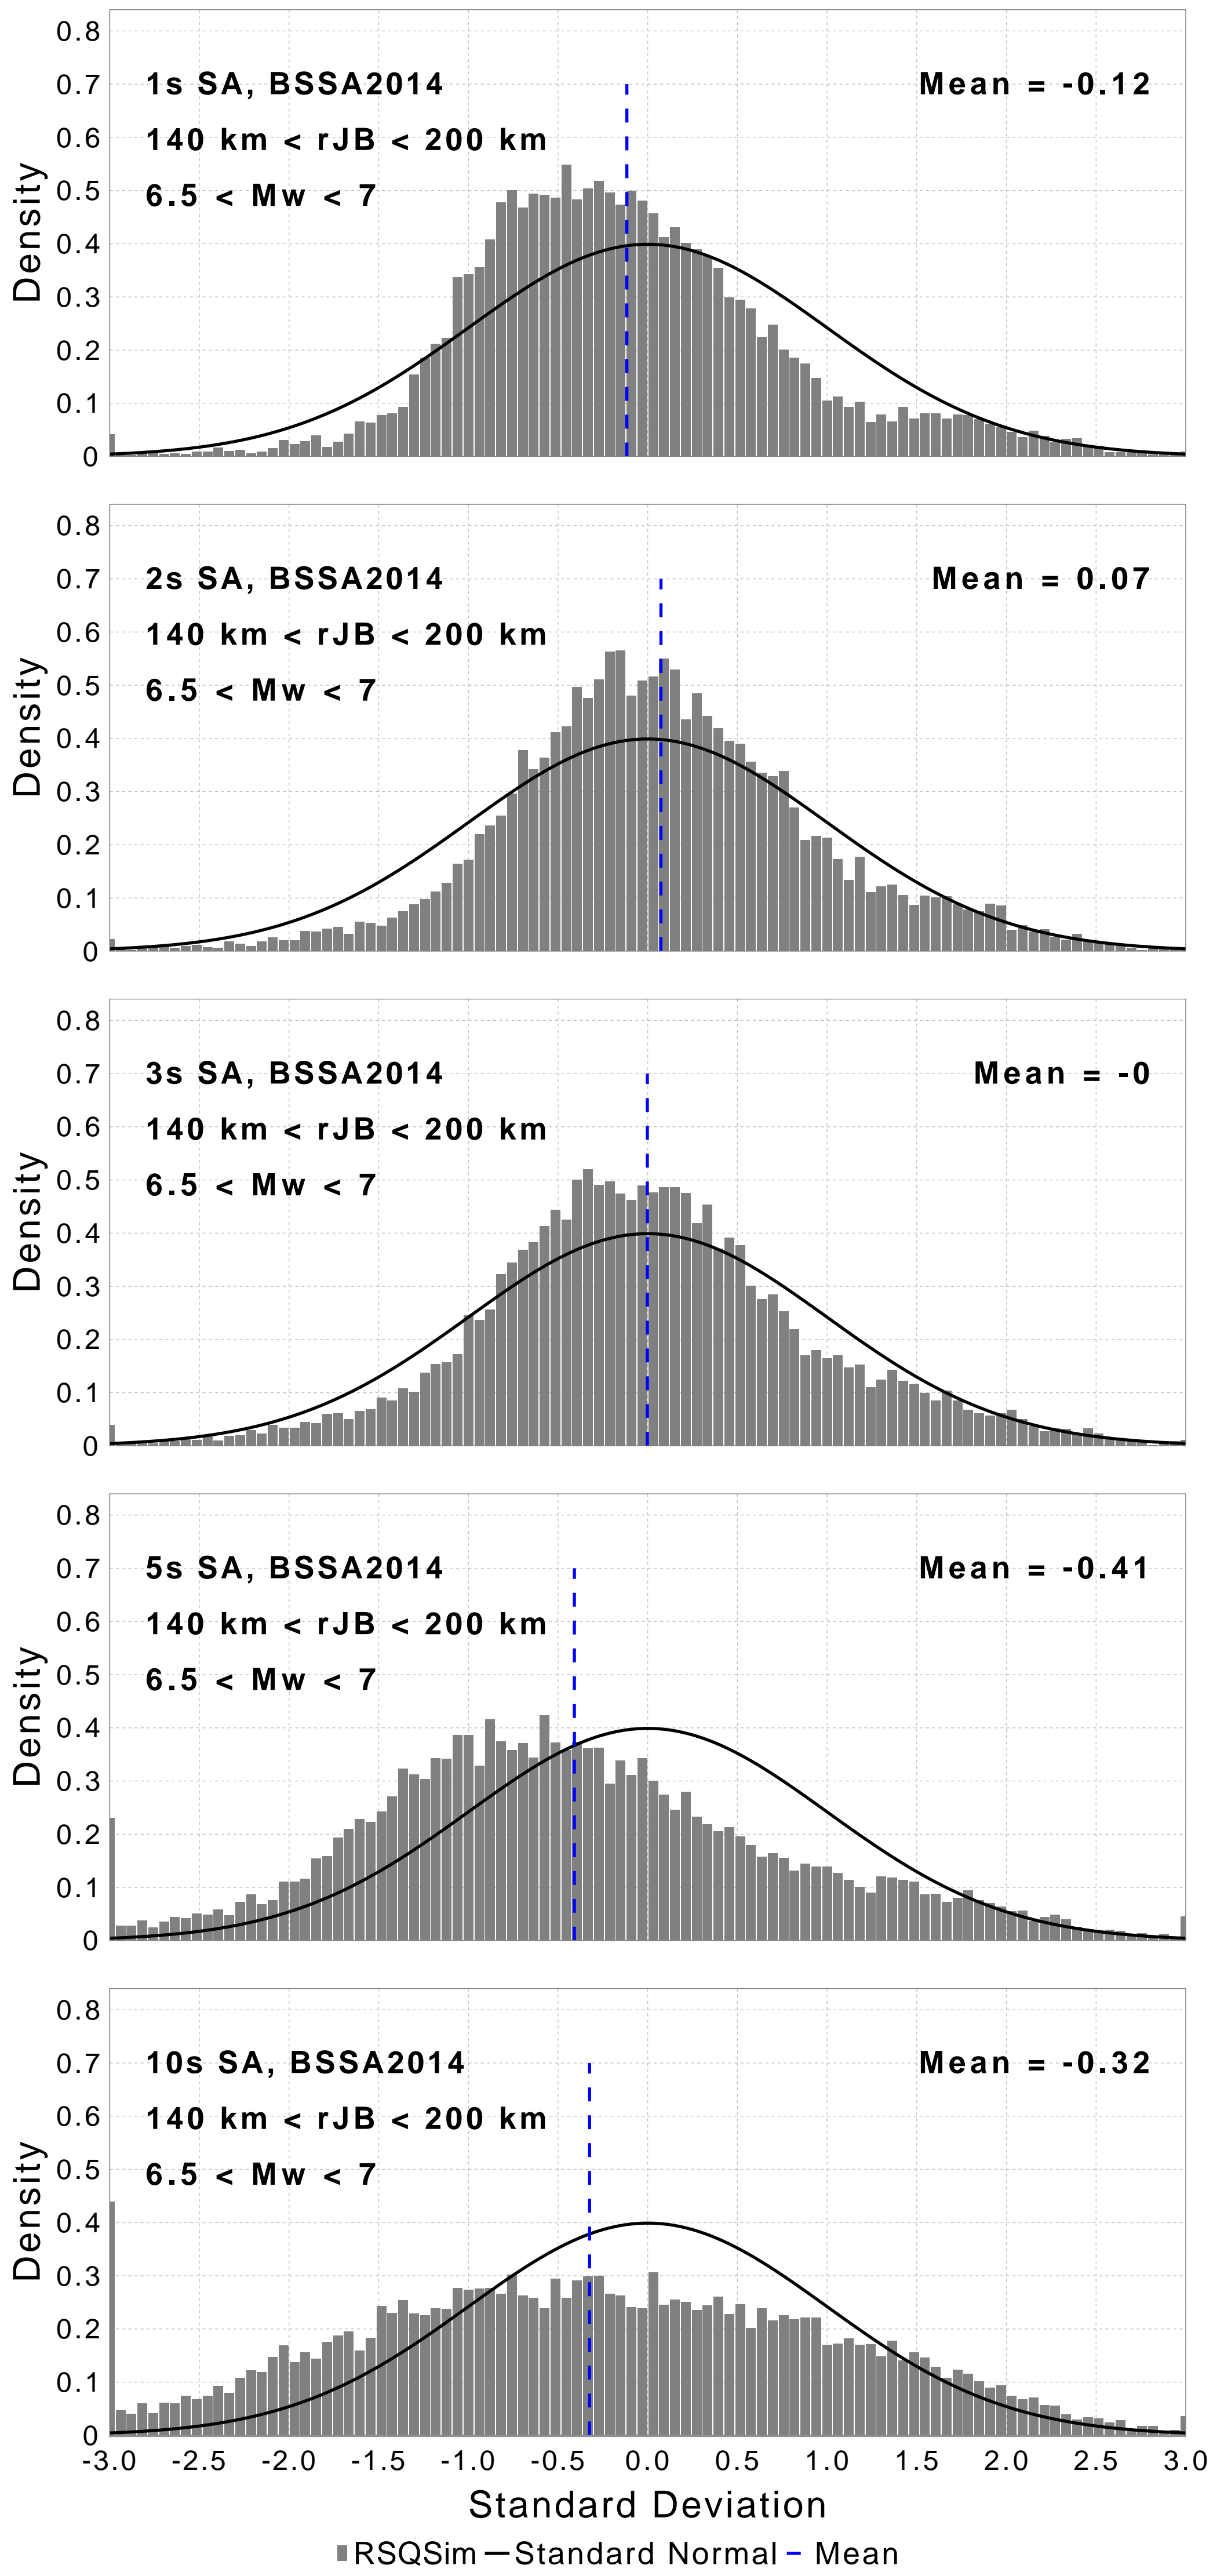 0.8
1s SA, BSSA2014 Mean = -0.12
0.7
140 km < rJB < 200 km
0.6
6.5 < Mw < 7
0.5
0.4
0.3
0.2
0.1
0
Density
0.8
2s SA, BSSA2014 Mean = 0.07
0.7
140 km < rJB < 200 km
0.6
6.5 < Mw < 7
0.5
0.4
0.3
0.2
0.1
0
Density
0.8
3s SA, BSSA2014 Mean = -0
0.7
140 km < rJB < 200 km
0.6
6.5 < Mw < 7
0.5
0.4
0.3
0.2
0.1
0
Density
0.8
5s SA, BSSA2014 Mean = -0.41
0.7
140 km < rJB < 200 km
0.6
6.5 < Mw < 7
0.5
0.4
0.3
0.2
0.1
0
Density
0.8
10s SA, BSSA2014 Mean = -0.32
0.7
140 km < rJB < 200 km
0.6
6.5 < Mw < 7
0.5
0.4
0.3
0.2
0.1
0
Density
-3.0 -2.5 -2.0 -1.5 -1.0 -0.5 0.0 0.5 1.0 1.5 2.0 2.5 3.0
Standard Deviation
RSQSim Standard Normal Mean